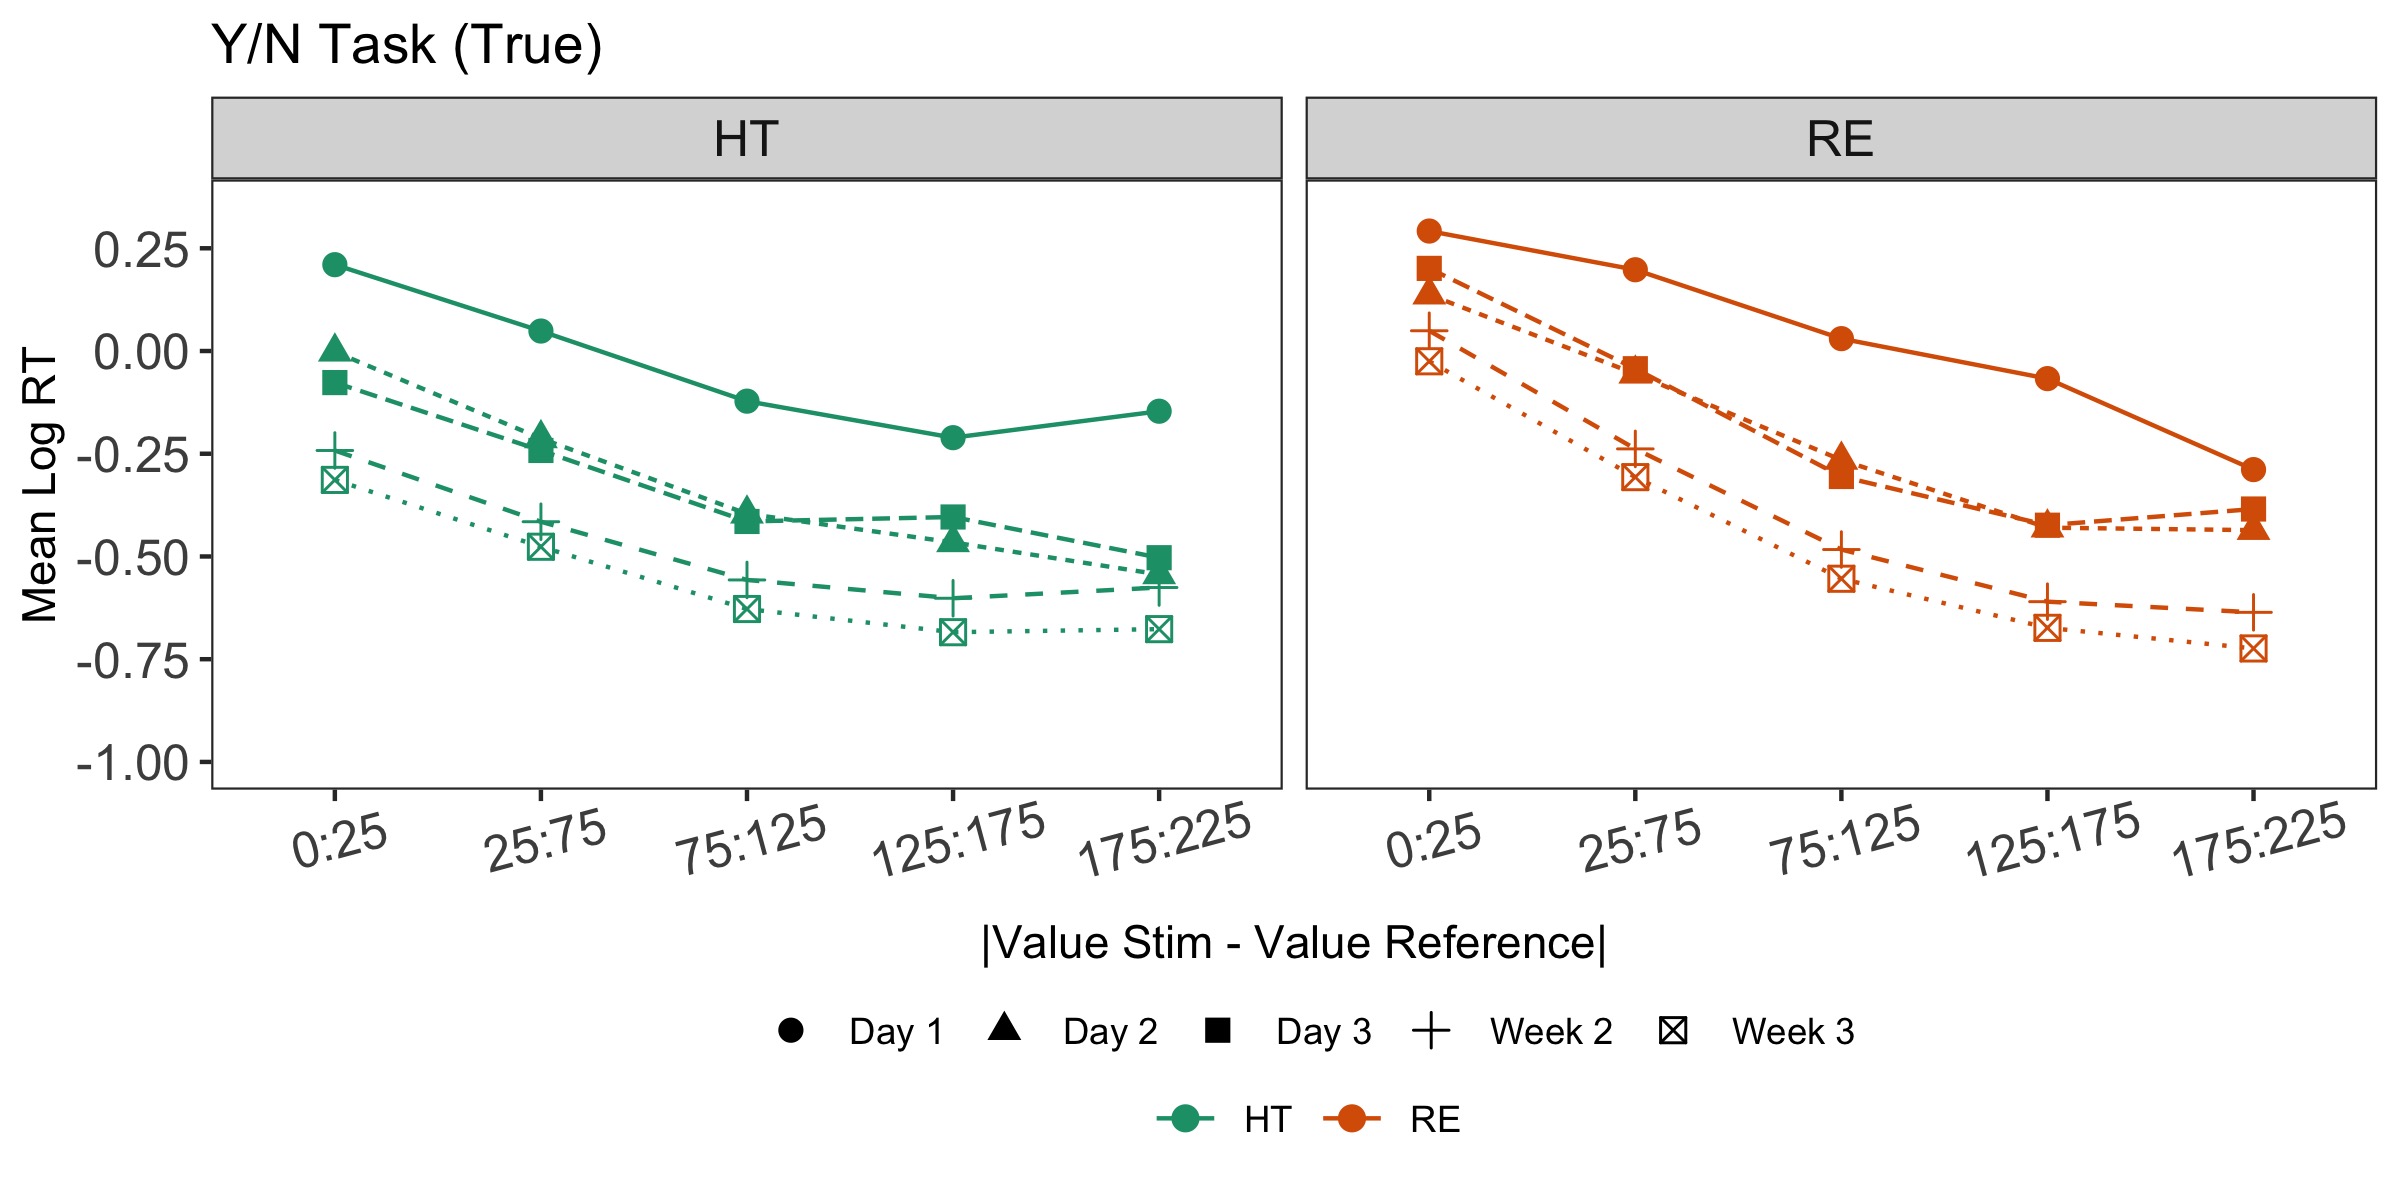 Y/N Task (True)
HT
RE
Mean Log RT
0.25
0.00
-0.25
-0.50
-0.75
-1.00
0:25 25:75 75:125 125:175 175:225
0:25 25:75 75:125 125:175 175:225
|Value Stim - Value Reference|
Day 1 Day 2 Day 3 Week 2 Week 3
HT RE